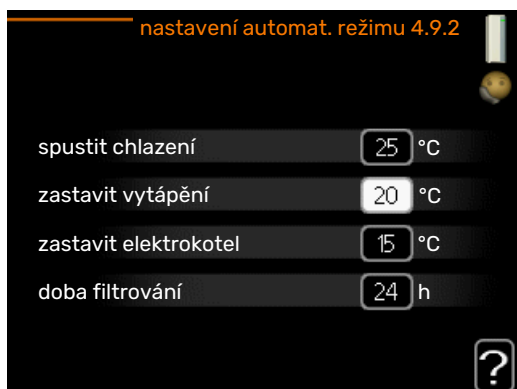 nastavení automat. režimu 4.9.2
spustit chlazení 25 °C
zastavit vytápění 20 °C
zastavit elektrokotel 15 °C
doba filtrování 24 h
?